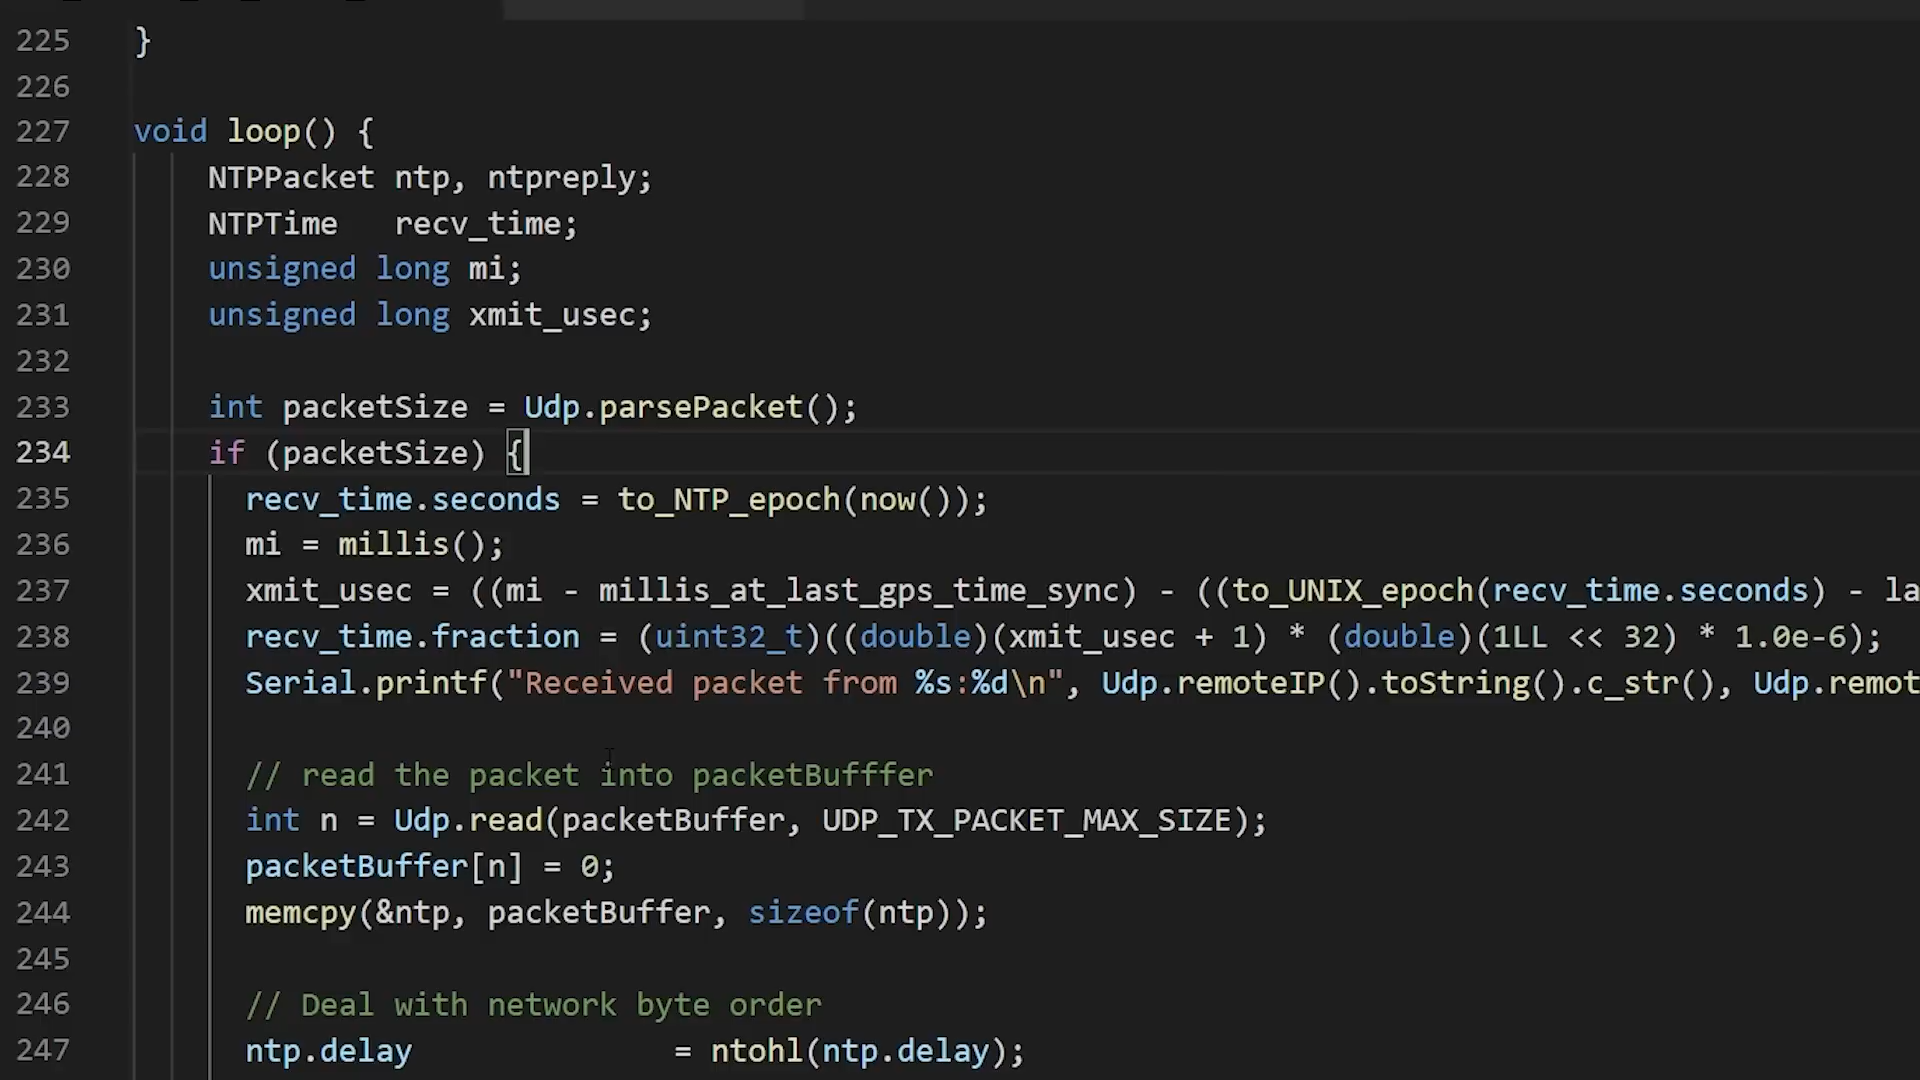 225 }
226
227 void loop() {
228 NTPPacket ntp, ntpreply;
229 NTPTime recv_time;
230 unsigned long mi;
231 unsigned long xmit_usec;
232
233 int packetSize = Udp.parsePacket();
234 if (packetSize) {
235 recv_time.seconds = to_NTP_epoch(now());
236 mi = millis();
237 xmit_usec = ((mi - millis_at_last_gps_time_sync) - ((to_UNIX_epoch(recv_time.seconds) - la
238 recv_time.fraction = (uint32_t)((double)(xmit_usec + 1) * (double)(1LL << 32) * 1.0e-6);
239 Serial.printf("Received packet from %s:%d\n", Udp.remoteIP().toString().c_str(), Udp.remot
240
241 // read the packet into packetBufffer
242 int n = Udp.read(packetBuffer, UDP_TX_PACKET_MAX_SIZE);
243 packetBuffer[n] = 0;
244 memcpy(&ntp, packetBuffer, sizeof(ntp));
245
246 // Deal with network byte order
247 ntp.delay = ntohl(ntp.delay);